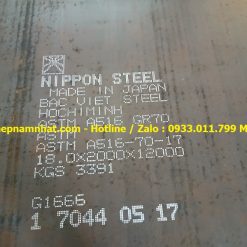 NIPPON STEEL
MADE IN JAPAN
BAC VIET STEEL
HOCHIMINH
ASTM A516 GR70
epnamnhat.com - Hotline / Zalo : 0933.011.799 M
ASTM A516-70-17
18.0X2000X12000
KGS 3391
G1666
1 7044 05 17